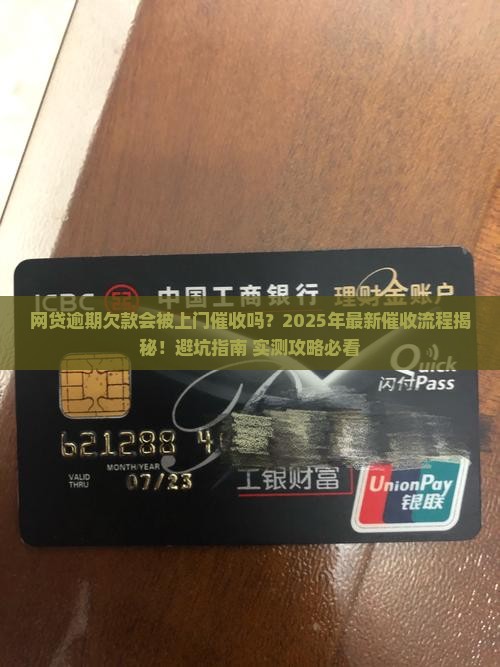 ICBC 中国工商银行 理财金账户
网贷逾期欠款会被上门催收吗？2025年最新催收流程揭
秘！避坑指南 实测攻略必看
Quick
闪付Pass
621288 4
MONTH/YEAR
VALID
THRU
07/23
工银财富
UnionPay
银联